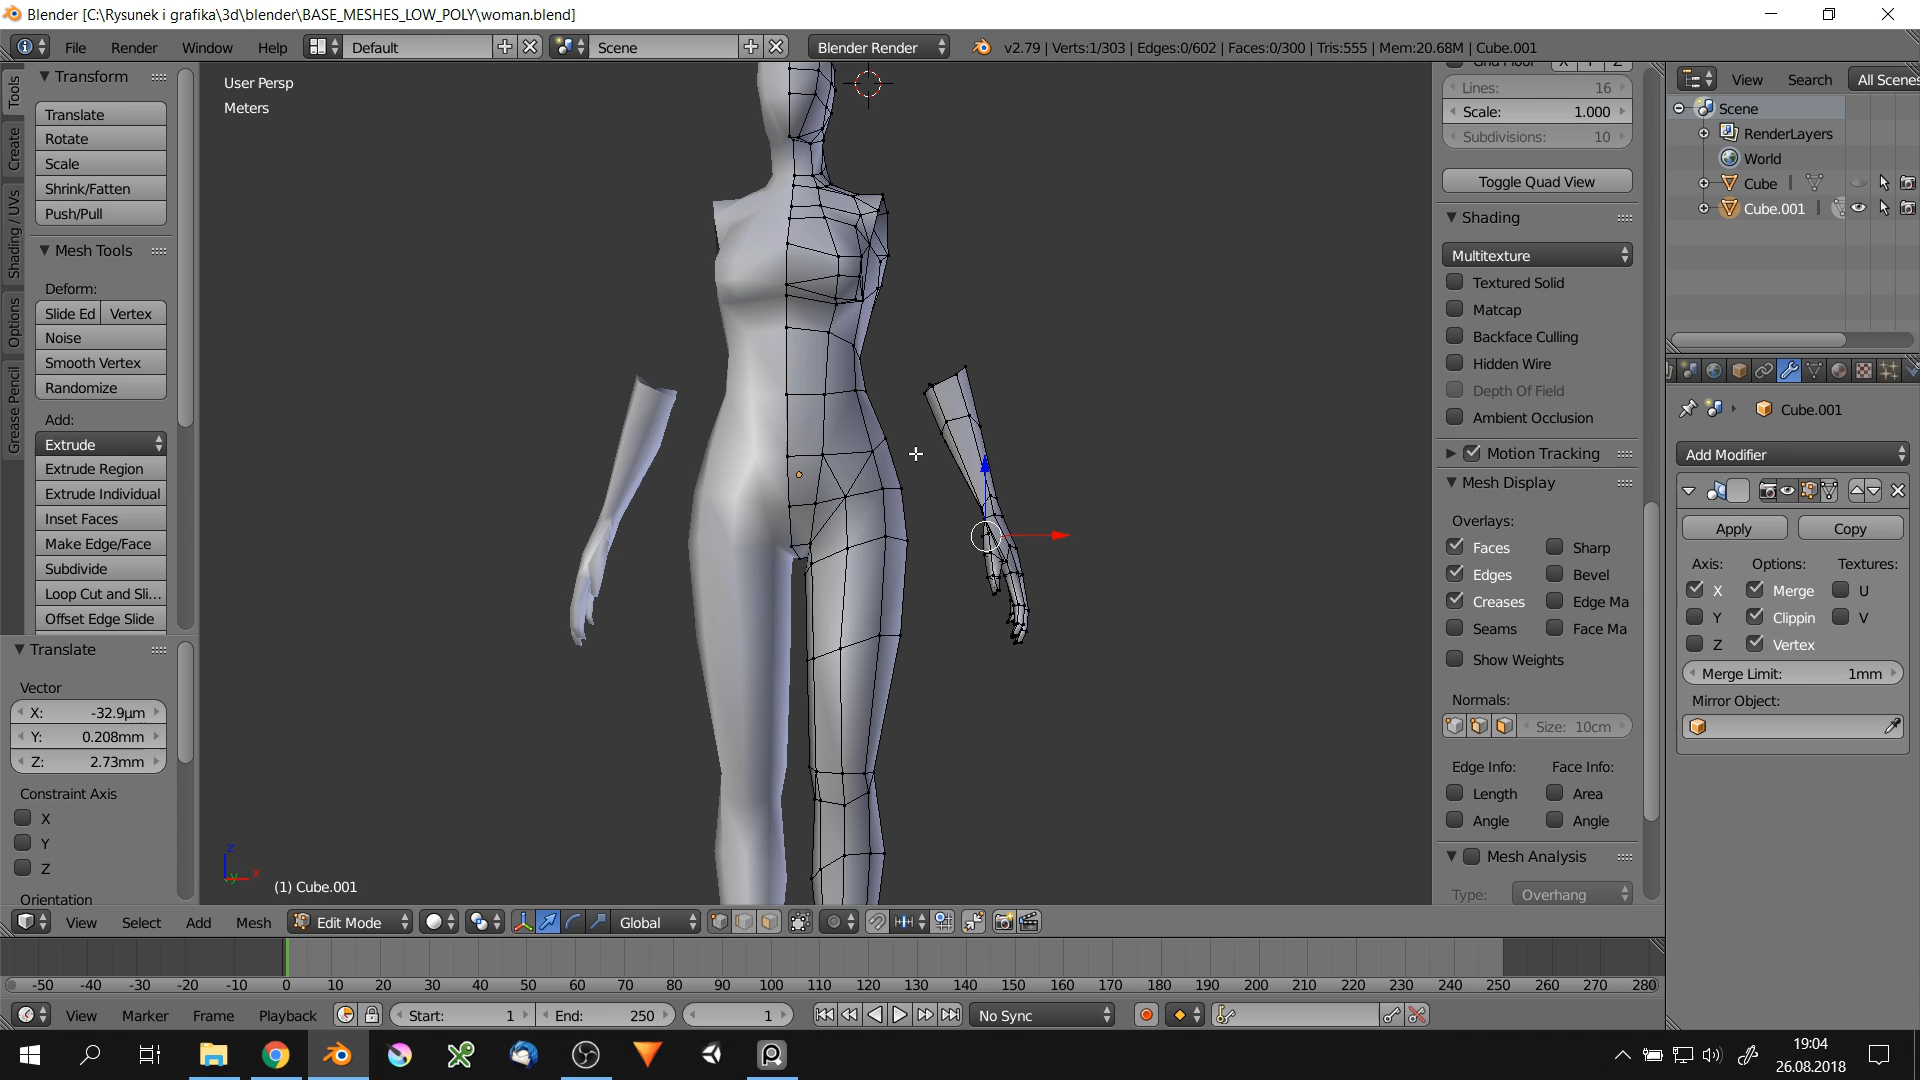 Blender [C:\Rysunek i grafika\3d\blender\BASE_MESHES_LOW_POLY\woman.blend]
File Render Window Help Default Scene Blender Render v2.79 | Verts:1/303 | Edges:0/602 | Faces:0/300 | Tris:555 | Mem:20.68M | Cube.001
Tools
Create
Shading / UVs
Options
Grease Pencil
Transform
Translate
Rotate
Scale
Shrink/Fatten
Push/Pull
Mesh Tools
Deform:
Slide Ed Vertex
Noise
Smooth Vertex
Randomize
Add:
Extrude
Extrude Region
Extrude Individual
Inset Faces
Make Edge/Face
Subdivide
Loop Cut and Sli...
Offset Edge Slide
Translate
Vector
X: -32.9µm
Y: 0.208mm
Z: 2.73mm
Constraint Axis
X
Y
Z
Orientation
User Persp
Meters
z
y x
(1) Cube.001
Grid Floor X Y Z
Lines: 16
Scale: 1.000
Subdivisions: 10
Toggle Quad View
Shading
Multitexture
Textured Solid
Matcap
Backface Culling
Hidden Wire
Depth Of Field
Ambient Occlusion
Motion Tracking
Mesh Display
Overlays:
Faces Sharp
Edges Bevel
Creases Edge Ma
Seams Face Ma
Show Weights
Normals:
Size: 10cm
Edge Info: Face Info:
Length Area
Angle Angle
Mesh Analysis
Type: Overhang
View Search All Scenes
Scene
RenderLayers
World
Cube
Cube.001
Cube.001
Add Modifier
Apply Copy
Axis: Options: Textures:
X Merge U
Y Clippin V
Z Vertex
Merge Limit: 1mm
Mirror Object:
View Select Add Mesh Edit Mode Global
-50 -40 -30 -20 -10 0 10 20 30 40 50 60 70 80 90 100 110 120 130 140 150 160 170 180 190 200 210 220 230 240 250 260 270 280
View Marker Frame Playback Start: 1 End: 250 1 No Sync
19:04
26.08.2018